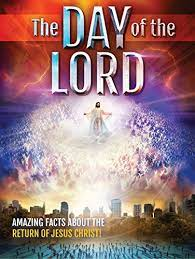 The DAY of the
LORD
AMAZING FACTS ABOUT THE
RETURN OF JESUS CHRIST!